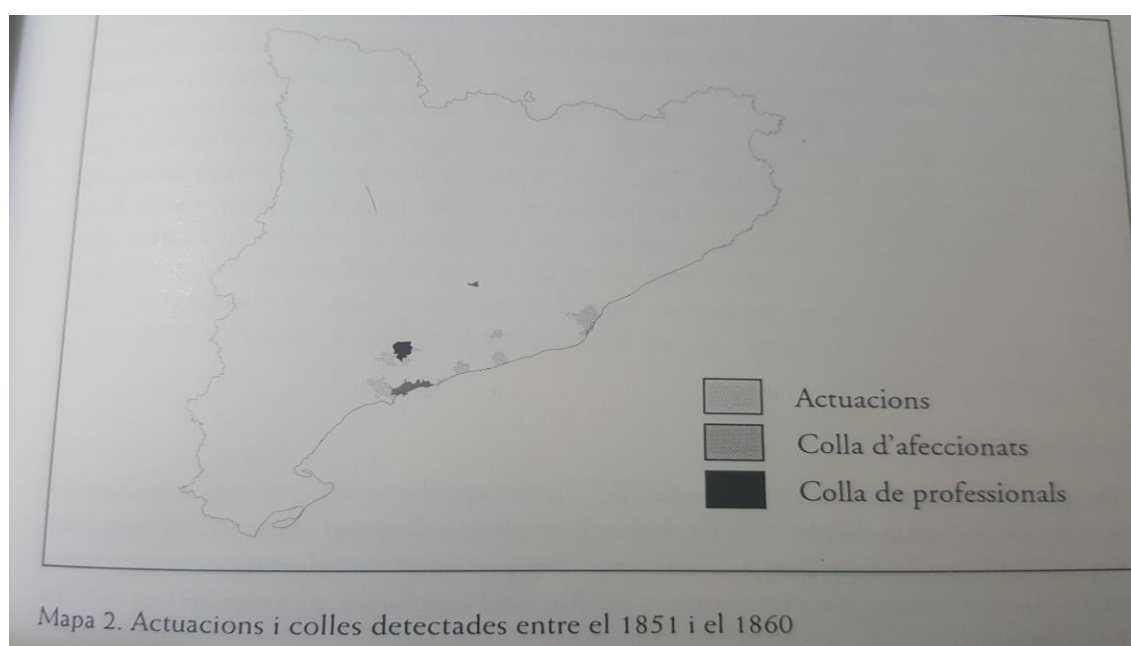 Actuacions
Colla d'afeccionats
Colla de professionals
Mapa 2. Actuacions i colles detectades entre el 1851 i el 1860